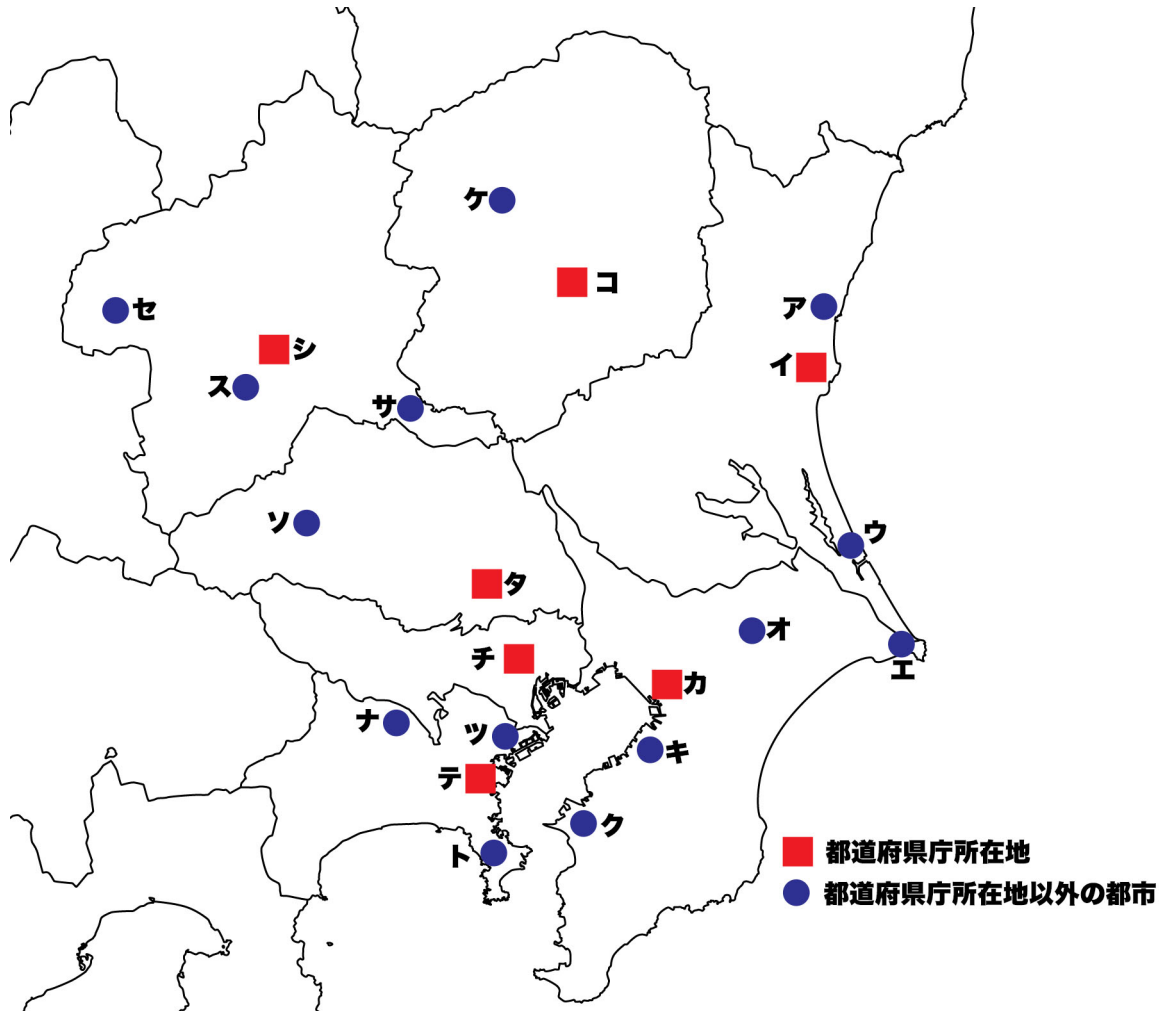 ケ
コ
セ
ア
シ
イ
ス
サ
ソ
ウ
タ
オ
チ
エ
カ
ナ
ツ
キ
テ
ク
ト
都道府県庁所在地
都道府県庁所在地以外の都市